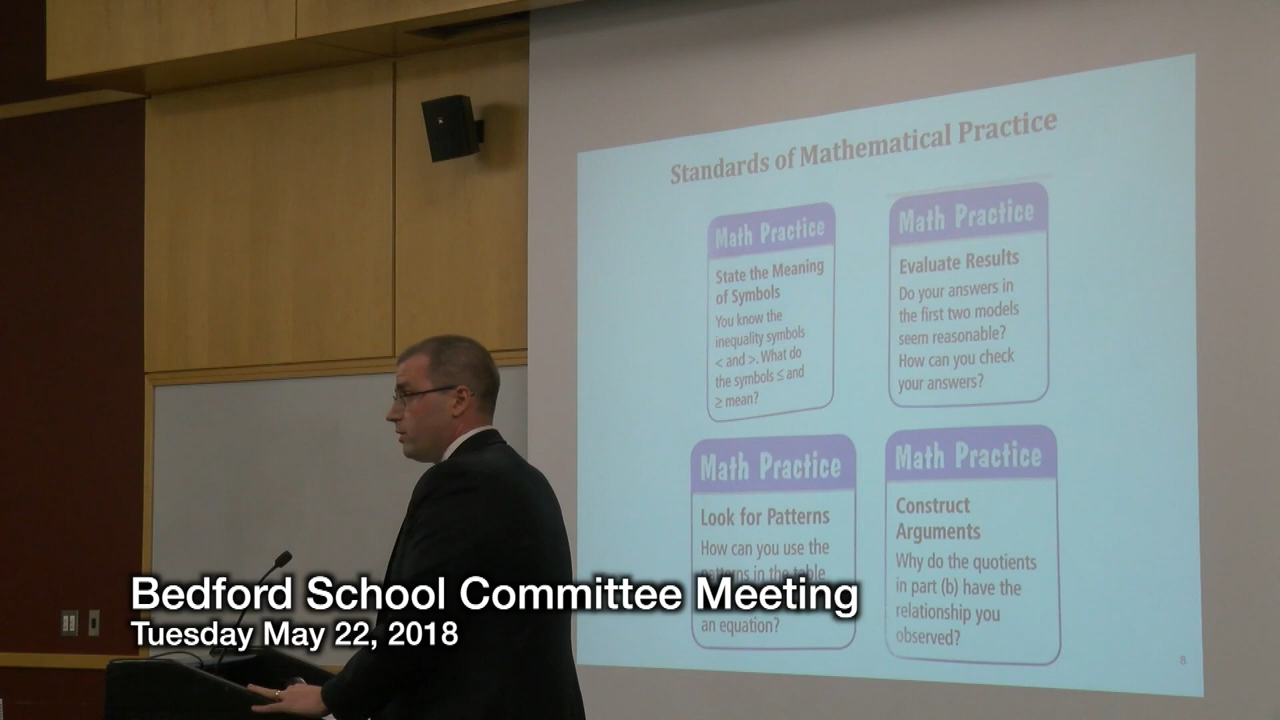 Standards of Mathematical Practice
Math Practice
State the Meaning
of Symbols
You know the
inequality symbols
< and >. What do
the symbols ≤ and
≥ mean?
Math Practice
Evaluate Results
Do your answers in
the first two models
seem reasonable?
How can you check
your answers?
Math Practice
Look for Patterns
How can you use the
patterns in the table
an equation?
Math Practice
Construct
Arguments
Why do the quotients
in part (b) have the
relationship you
observed?
8
Bedford School Committee Meeting
Tuesday May 22, 2018